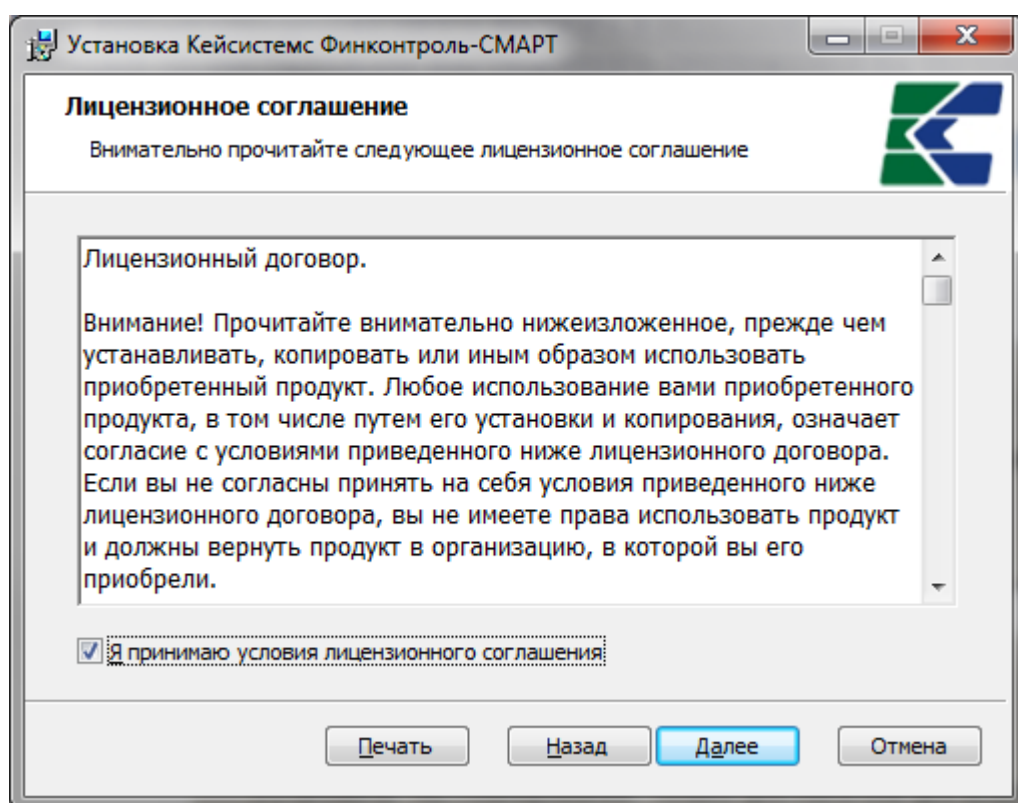 Установка Кейсистемс Финконтроль-СМАРТ
Лицензионное соглашение
Внимательно прочитайте следующее лицензионное соглашение
Лицензионный договор.
Внимание! Прочитайте внимательно нижеизложенное, прежде чем
устанавливать, копировать или иным образом использовать
приобретенный продукт. Любое использование вами приобретенного
продукта, в том числе путем его установки и копирования, означает
согласие с условиями приведенного ниже лицензионного договора.
Если вы не согласны принять на себя условия приведенного ниже
лицензионного договора, вы не имеете права использовать продукт
и должны вернуть продукт в организацию, в которой вы его
приобрели.
Я принимаю условия лицензионного соглашения
Печать Назад Далее Отмена